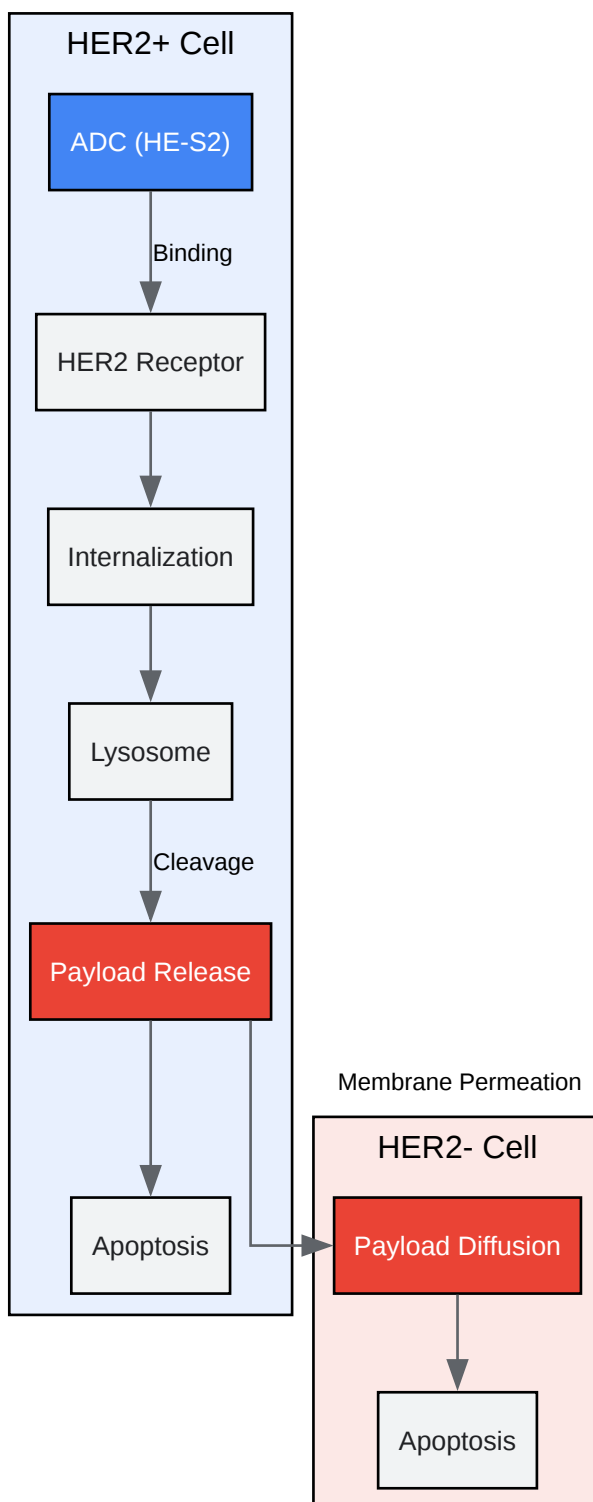 HER2+ Cell
ADC (HE-S2)
Binding
HER2 Receptor
Internalization
Lysosome
Cleavage
Payload Release
Apoptosis
Membrane Permeation
HER2- Cell
Payload Diffusion
Apoptosis